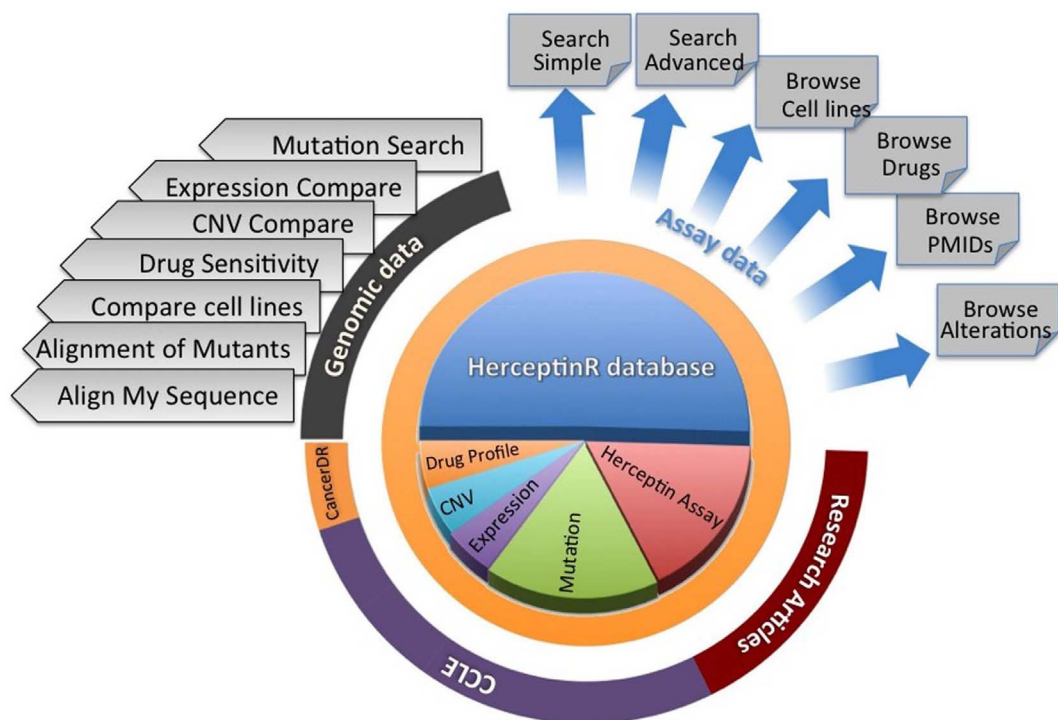 Search
Simple
Search
Advanced
Browse
Cell lines
Browse
Drugs
Browse
PMIDs
Browse
Alterations
Assay data
Mutation Search
Expression Compare
CNV Compare
Drug Sensitivity
Compare cell lines
Alignment of Mutants
Align My Sequence
Genomic data
HerceptinR database
Drug Profile
CNV
Expression
Mutation
Herceptin Assay
CancerDR
CCLE
Research Articles